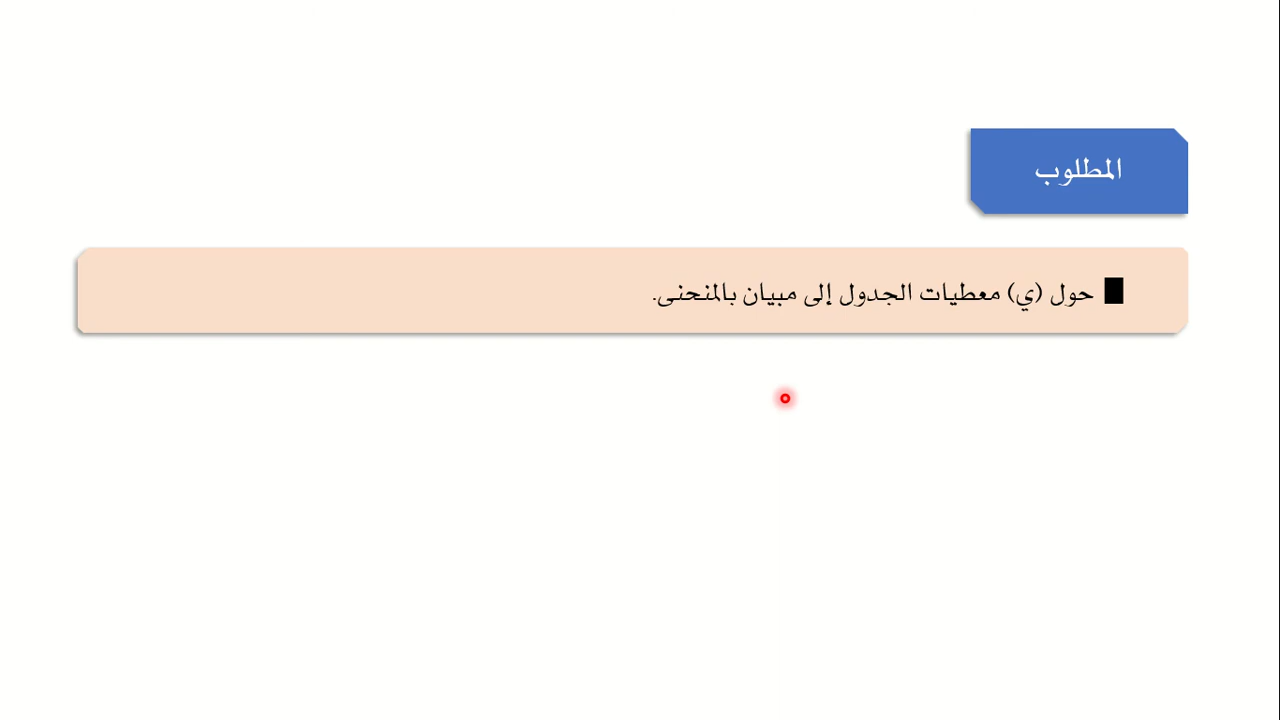 المطلوب
■ حول (ي) معطيات الجدول إلى مبيان بالمنحنى.